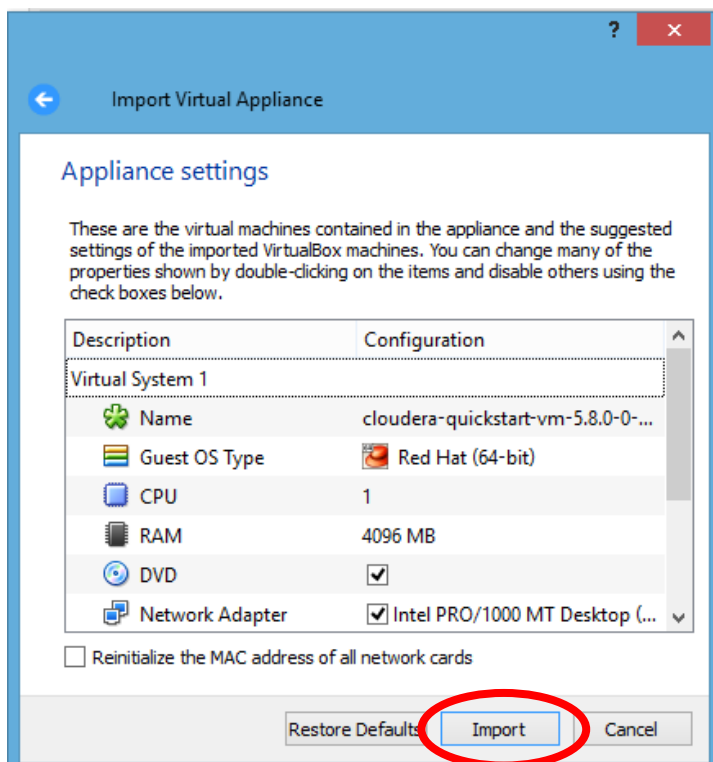 ?
Import Virtual Appliance
Appliance settings
These are the virtual machines contained in the appliance and the suggested
settings of the imported VirtualBox machines. You can change many of the
properties shown by double-clicking on the items and disable others using the
check boxes below.
Description Configuration
Virtual System 1
Name cloudera-quickstart-vm-5.8.0-0-...
Guest OS Type Red Hat (64-bit)
CPU 1
RAM 4096 MB
DVD
Network Adapter Intel PRO/1000 MT Desktop (...
Reinitialize the MAC address of all network cards
Restore Defaults Import Cancel